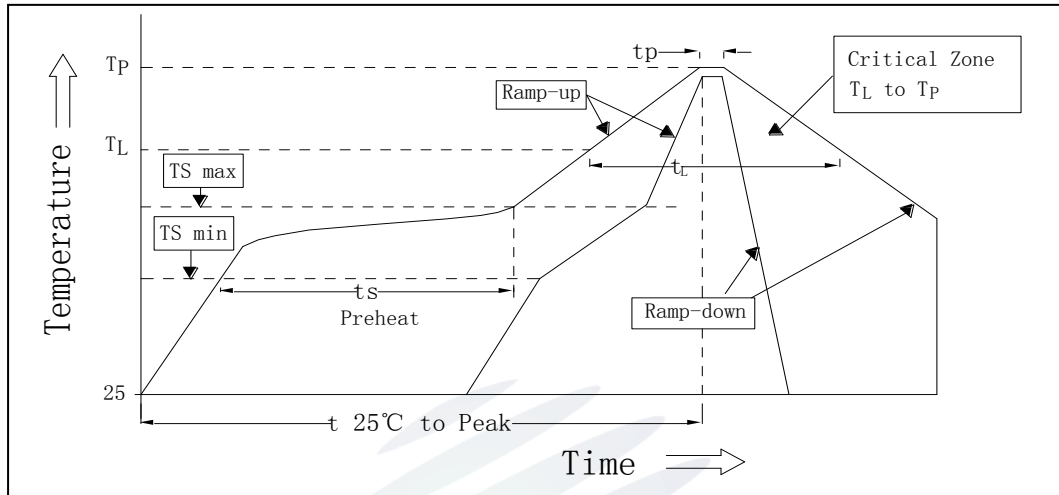 tp
TP
Critical Zone
TL to TP
Ramp-up
TL
tL
TS max
TS min
ts
Preheat
Ramp-down
Temperature
25
t 25℃ to Peak
Time